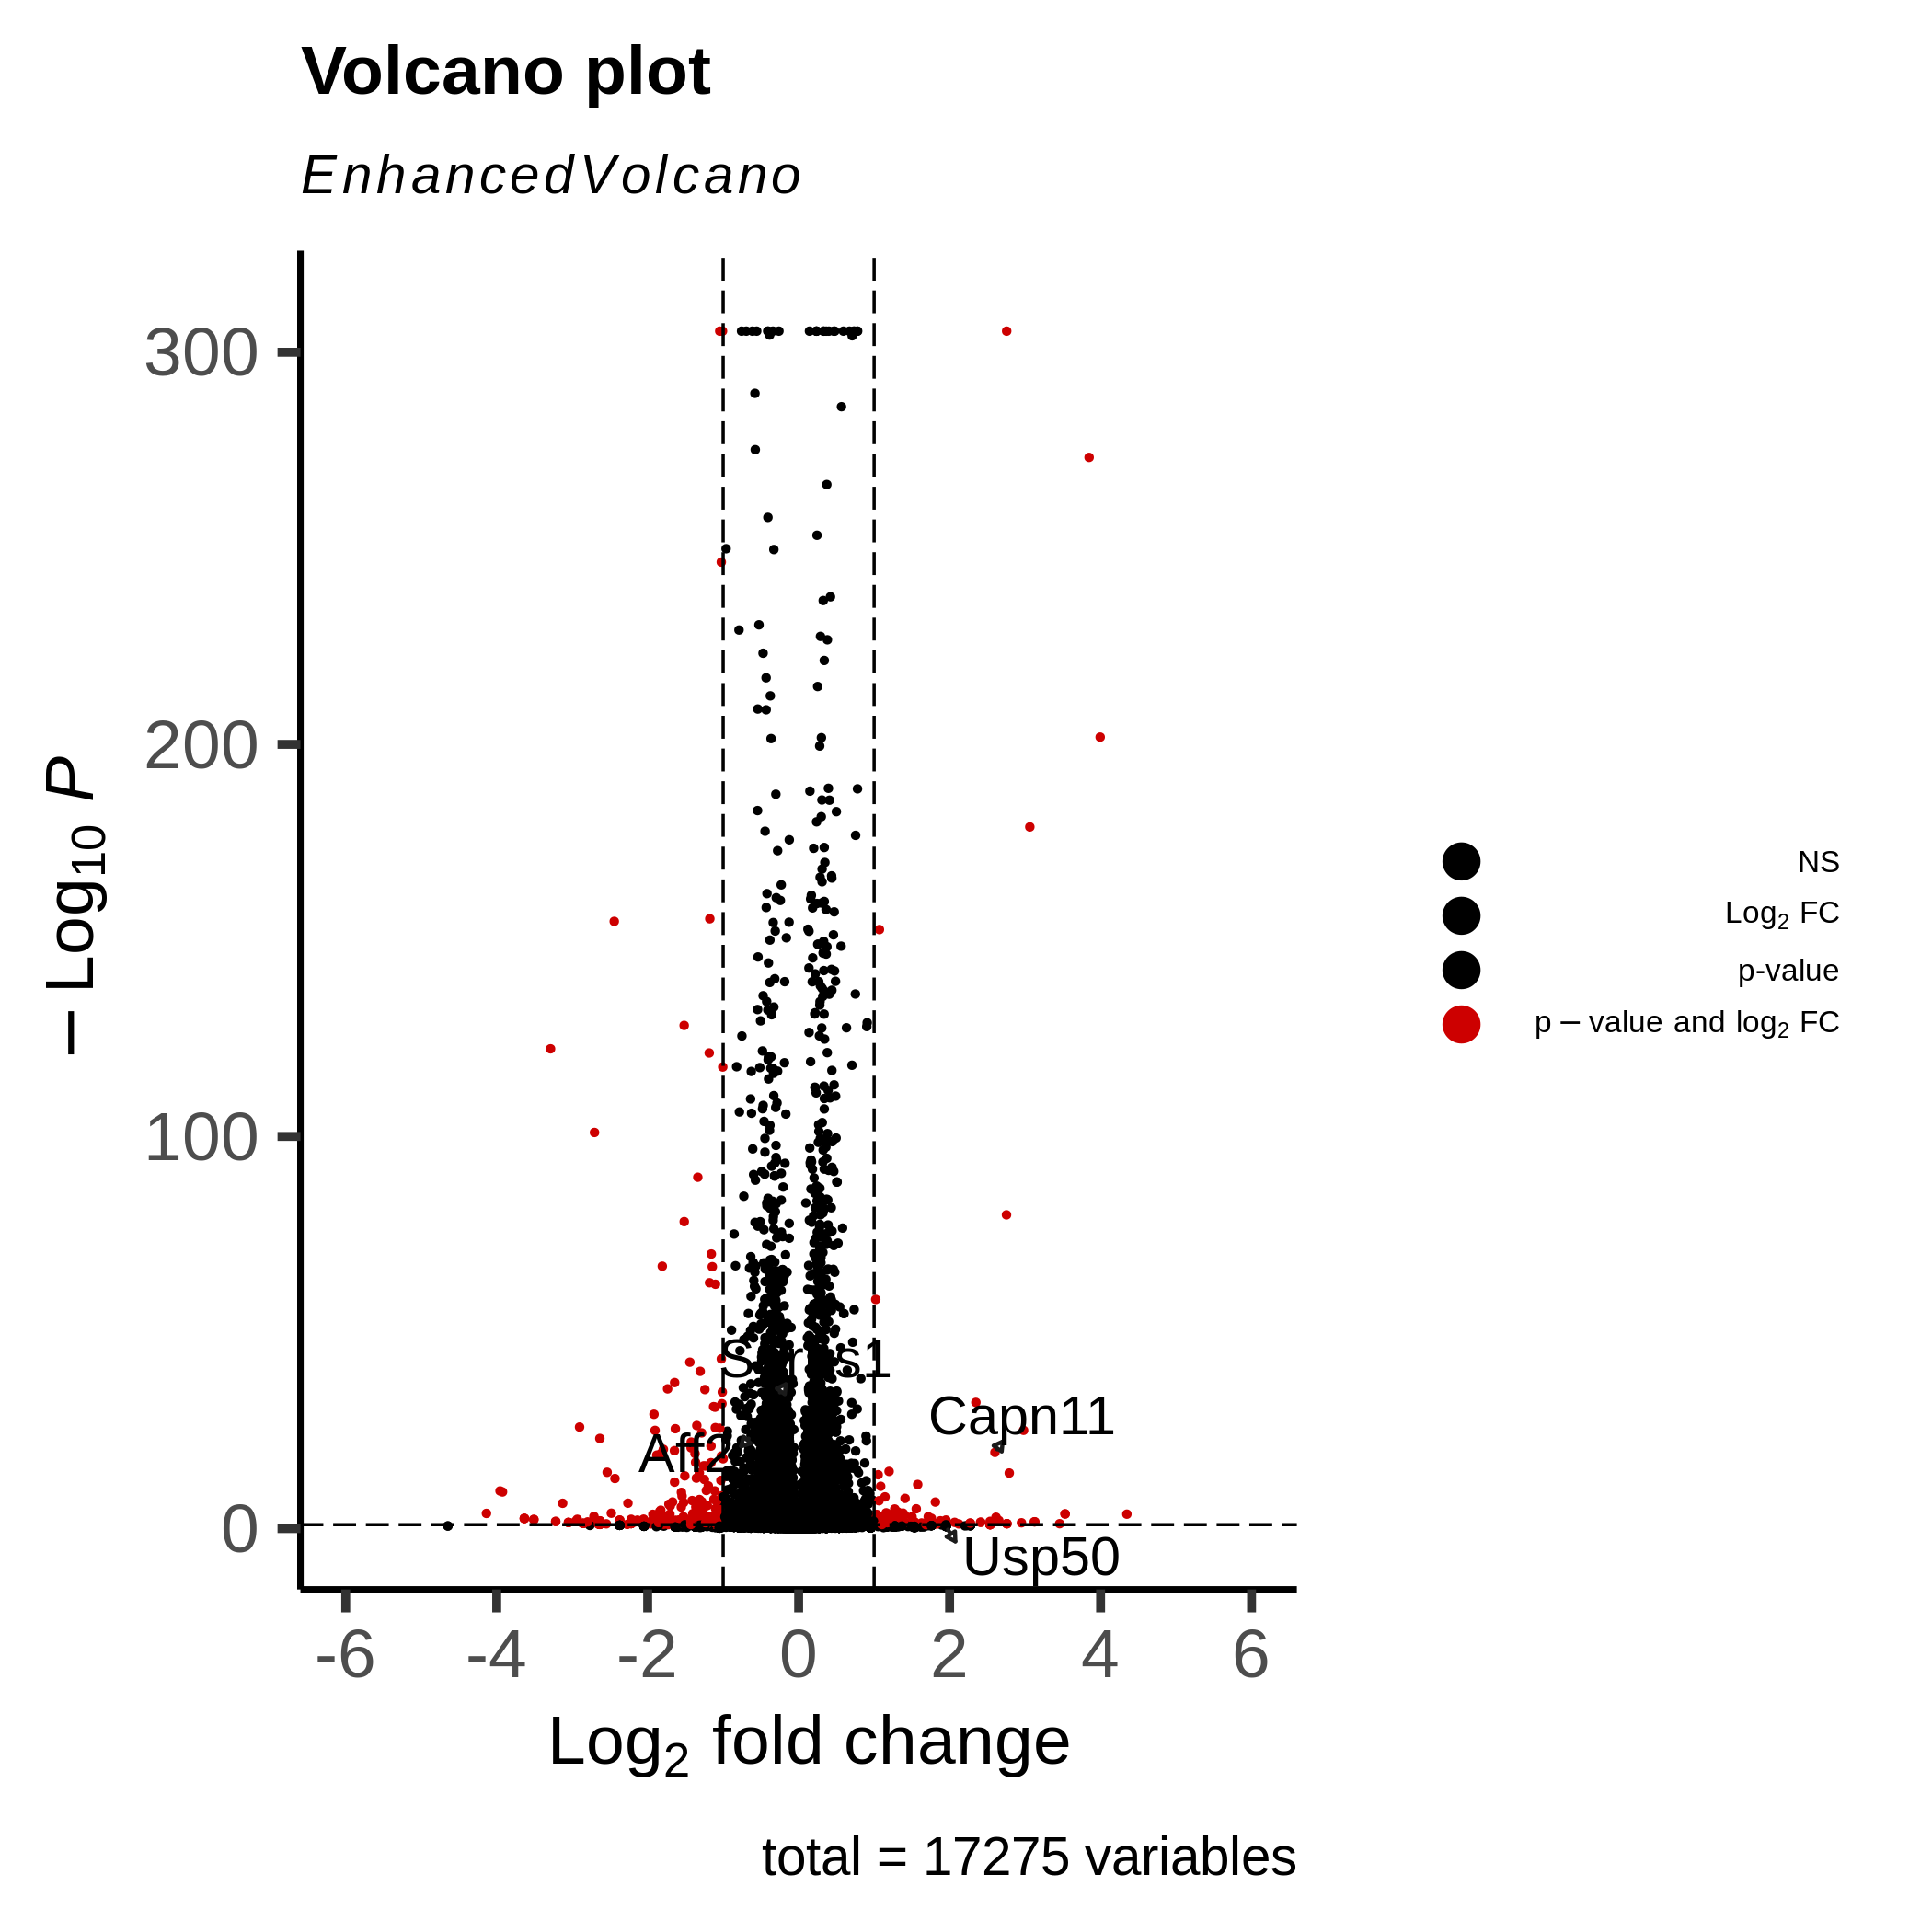 Volcano plot
EnhancedVolcano
300
200
100
0
− Log10 P
-6 -4 -2 0 2 4 6
Log2 fold change
Capn11
Aff2
Usp50
NS
Log2 FC
p-value
p − value and log2 FC
total = 17275 variables